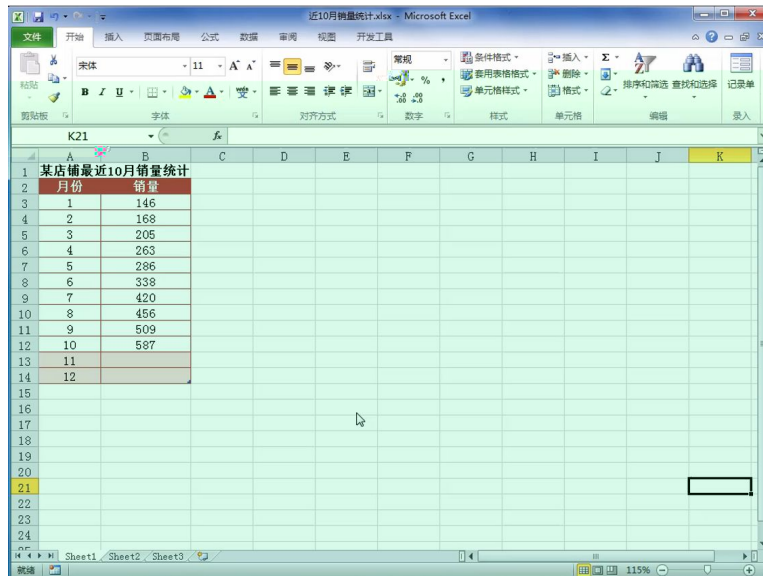 近10月销量统计.xlsx - Microsoft Excel
文件 开始 插入 页面布局 公式 数据 审阅 视图 开发工具
宋体 11 A A 常规 条件格式 插入 Σ
粘贴 B I U A 变 % , 套用表格格式 删除 排序和筛选 查找和选择 记录单
.00 .0 单元格样式 格式
剪贴板 字体 对齐方式 数字 样式 单元格 编辑 录入
K21 fx
A B C D E F G H I J K
1 某店铺最近10月销量统计
2 月份 销量
3 1 146
4 2 168
5 3 205
6 4 263
7 5 286
8 6 338
9 7 420
10 8 456
11 9 509
12 10 587
13 11
14 12
15
16
17
18
19
20
21
22
23
24
25
Sheet1 Sheet2 Sheet3
就绪 115%